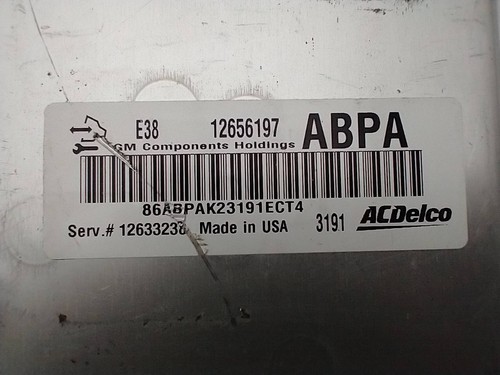 E38 12656197 ABPA
GM Components Holdings
86ABPAK23191ECT4
Serv.# 12633238 Made in USA 3191 ACDelco